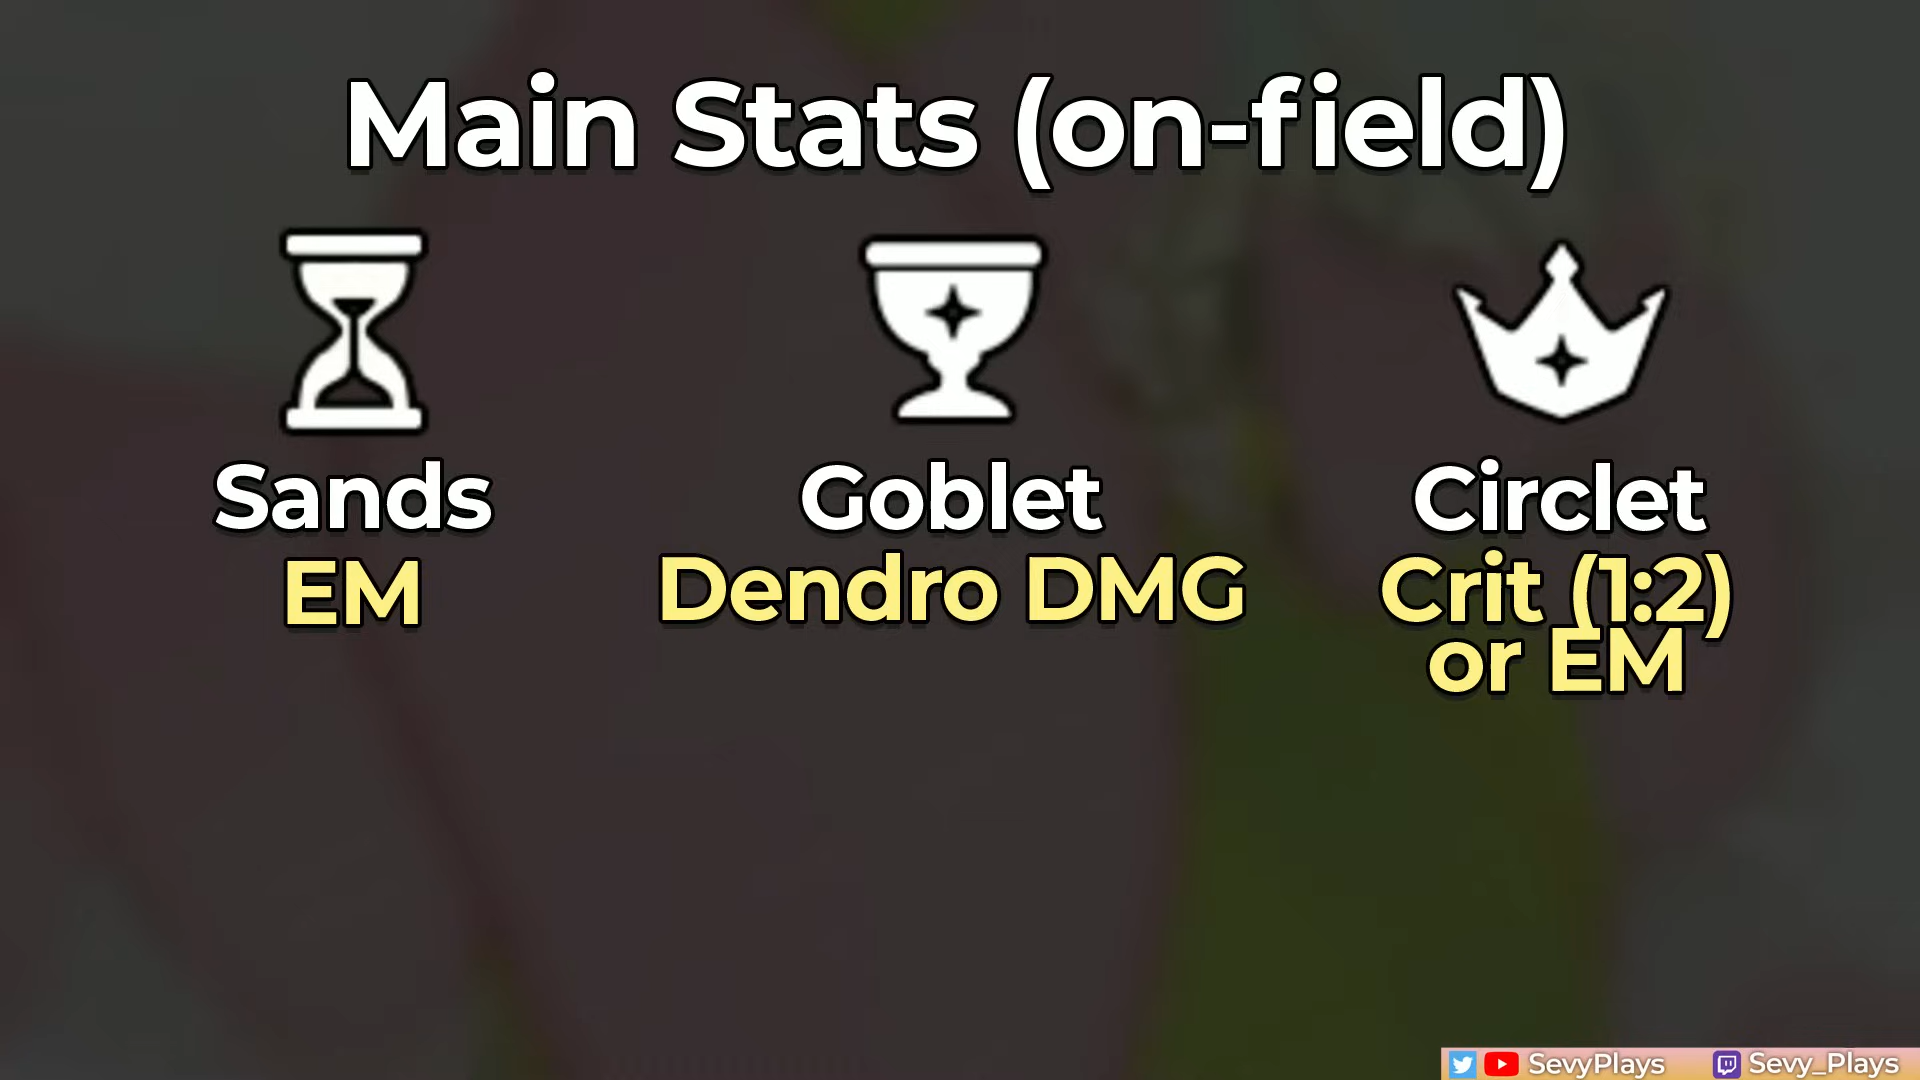 Main Stats (on-field)
Sands
EM
Goblet
Dendro DMG
Circlet
Crit (1:2)
or EM
SevyPlays
Sevy_Plays